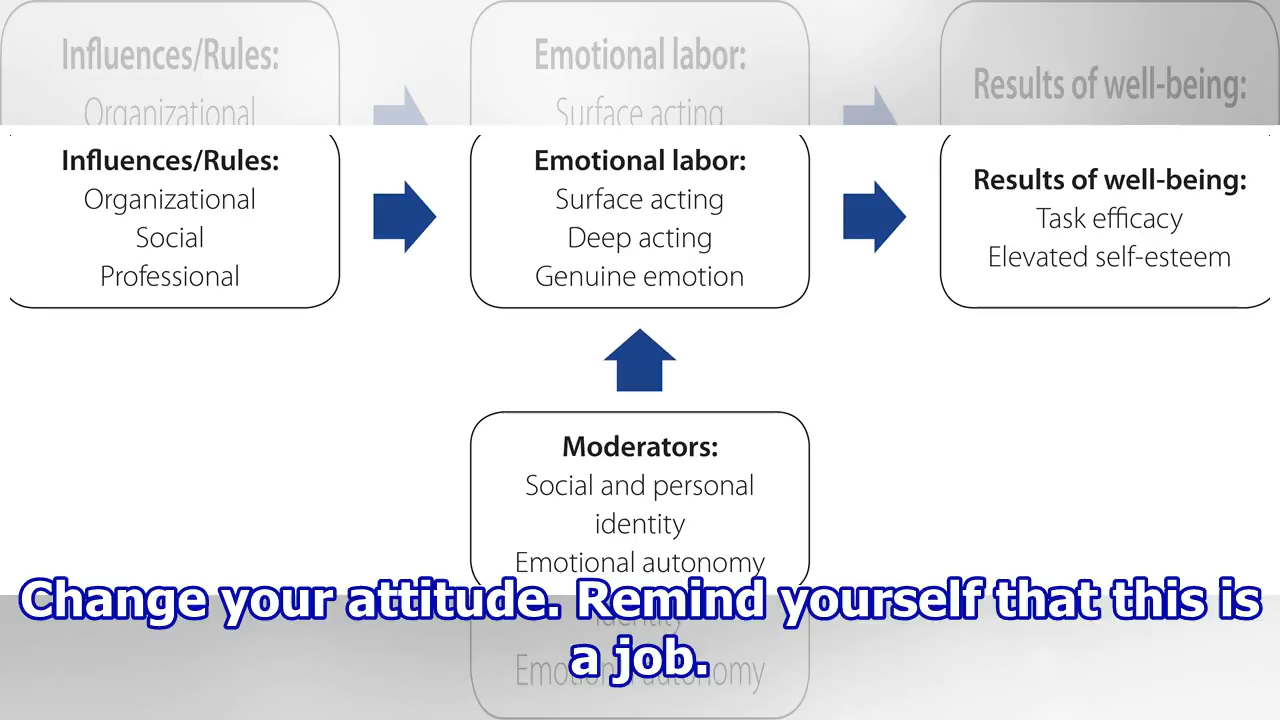 Influences/Rules:
Organizational
Emotional labor:
Surface acting
Results of well-being:
Influences/Rules:
Organizational
Social
Professional
Emotional labor:
Surface acting
Deep acting
Genuine emotion
Results of well-being:
Task efficacy
Elevated self-esteem
Moderators:
Social and personal
identity
Emotional autonomy
Change your attitude. Remind yourself that this is
a job.
identity
Emotional autonomy